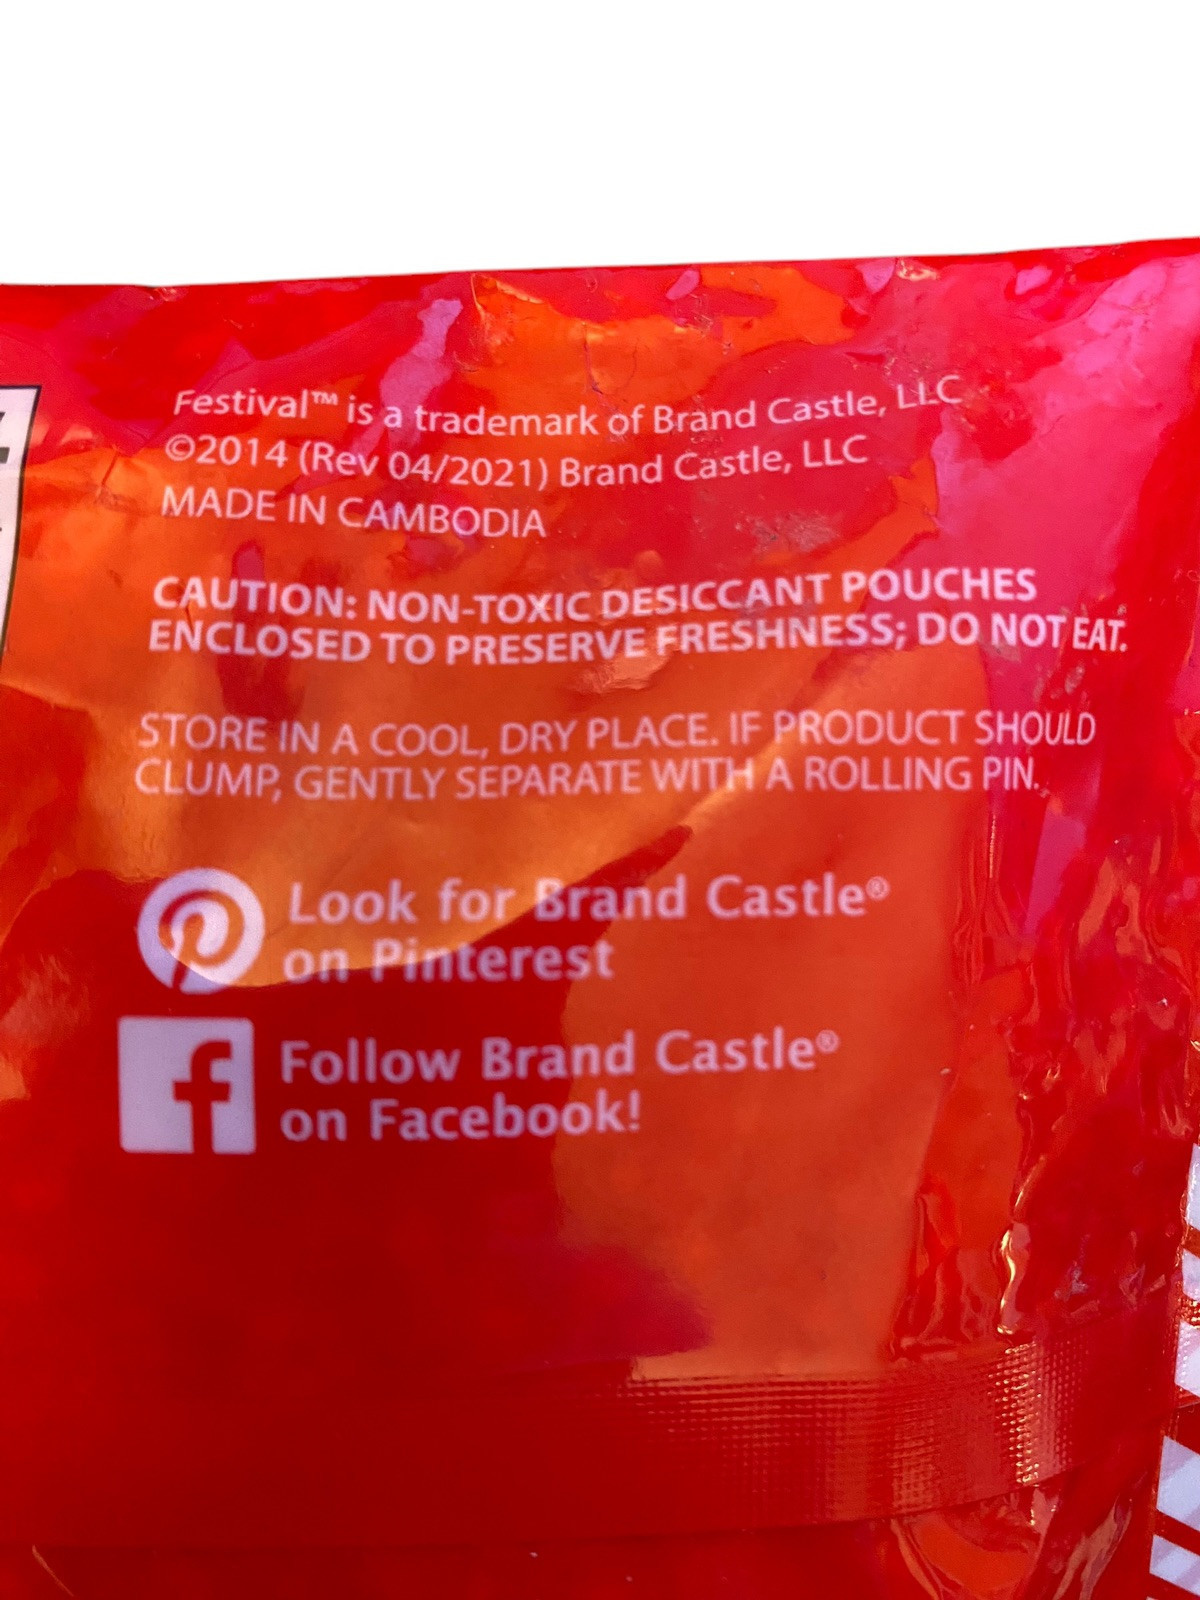 Festival™ is a trademark of Brand Castle, LLC
©2014 (Rev 04/2021) Brand Castle, LLC
MADE IN CAMBODIA
CAUTION: NON-TOXIC DESICCANT POUCHES
ENCLOSED TO PRESERVE FRESHNESS; DO NOT EAT.
STORE IN A COOL, DRY PLACE. IF PRODUCT SHOULD
CLUMP, GENTLY SEPARATE WITH A ROLLING PIN.
Look for Brand Castle®
on Pinterest
Follow Brand Castle®
on Facebook!